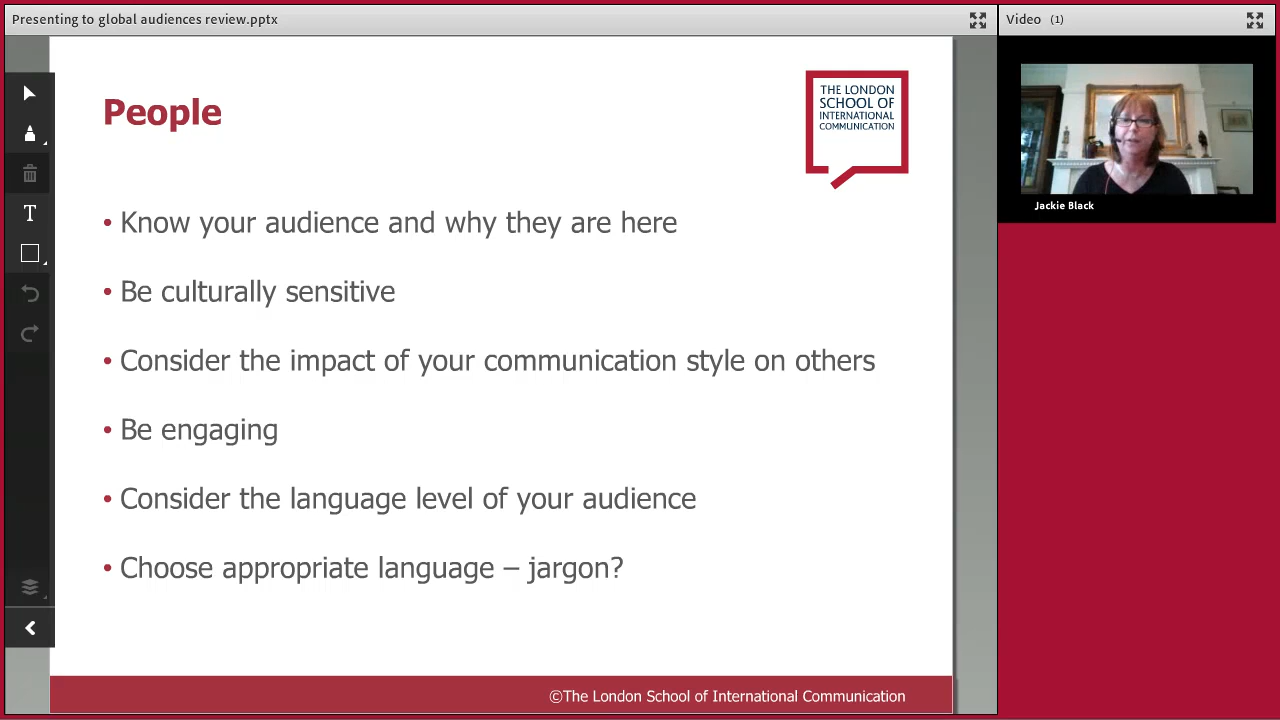 Presenting to global audiences review.pptx
Video (1)
People
THE LONDON
SCHOOL OF
INTERNATIONAL
COMMUNICATION
Jackie Black
• Know your audience and why they are here
• Be culturally sensitive
• Consider the impact of your communication style on others
• Be engaging
• Consider the language level of your audience
• Choose appropriate language – jargon?
T
©The London School of International Communication